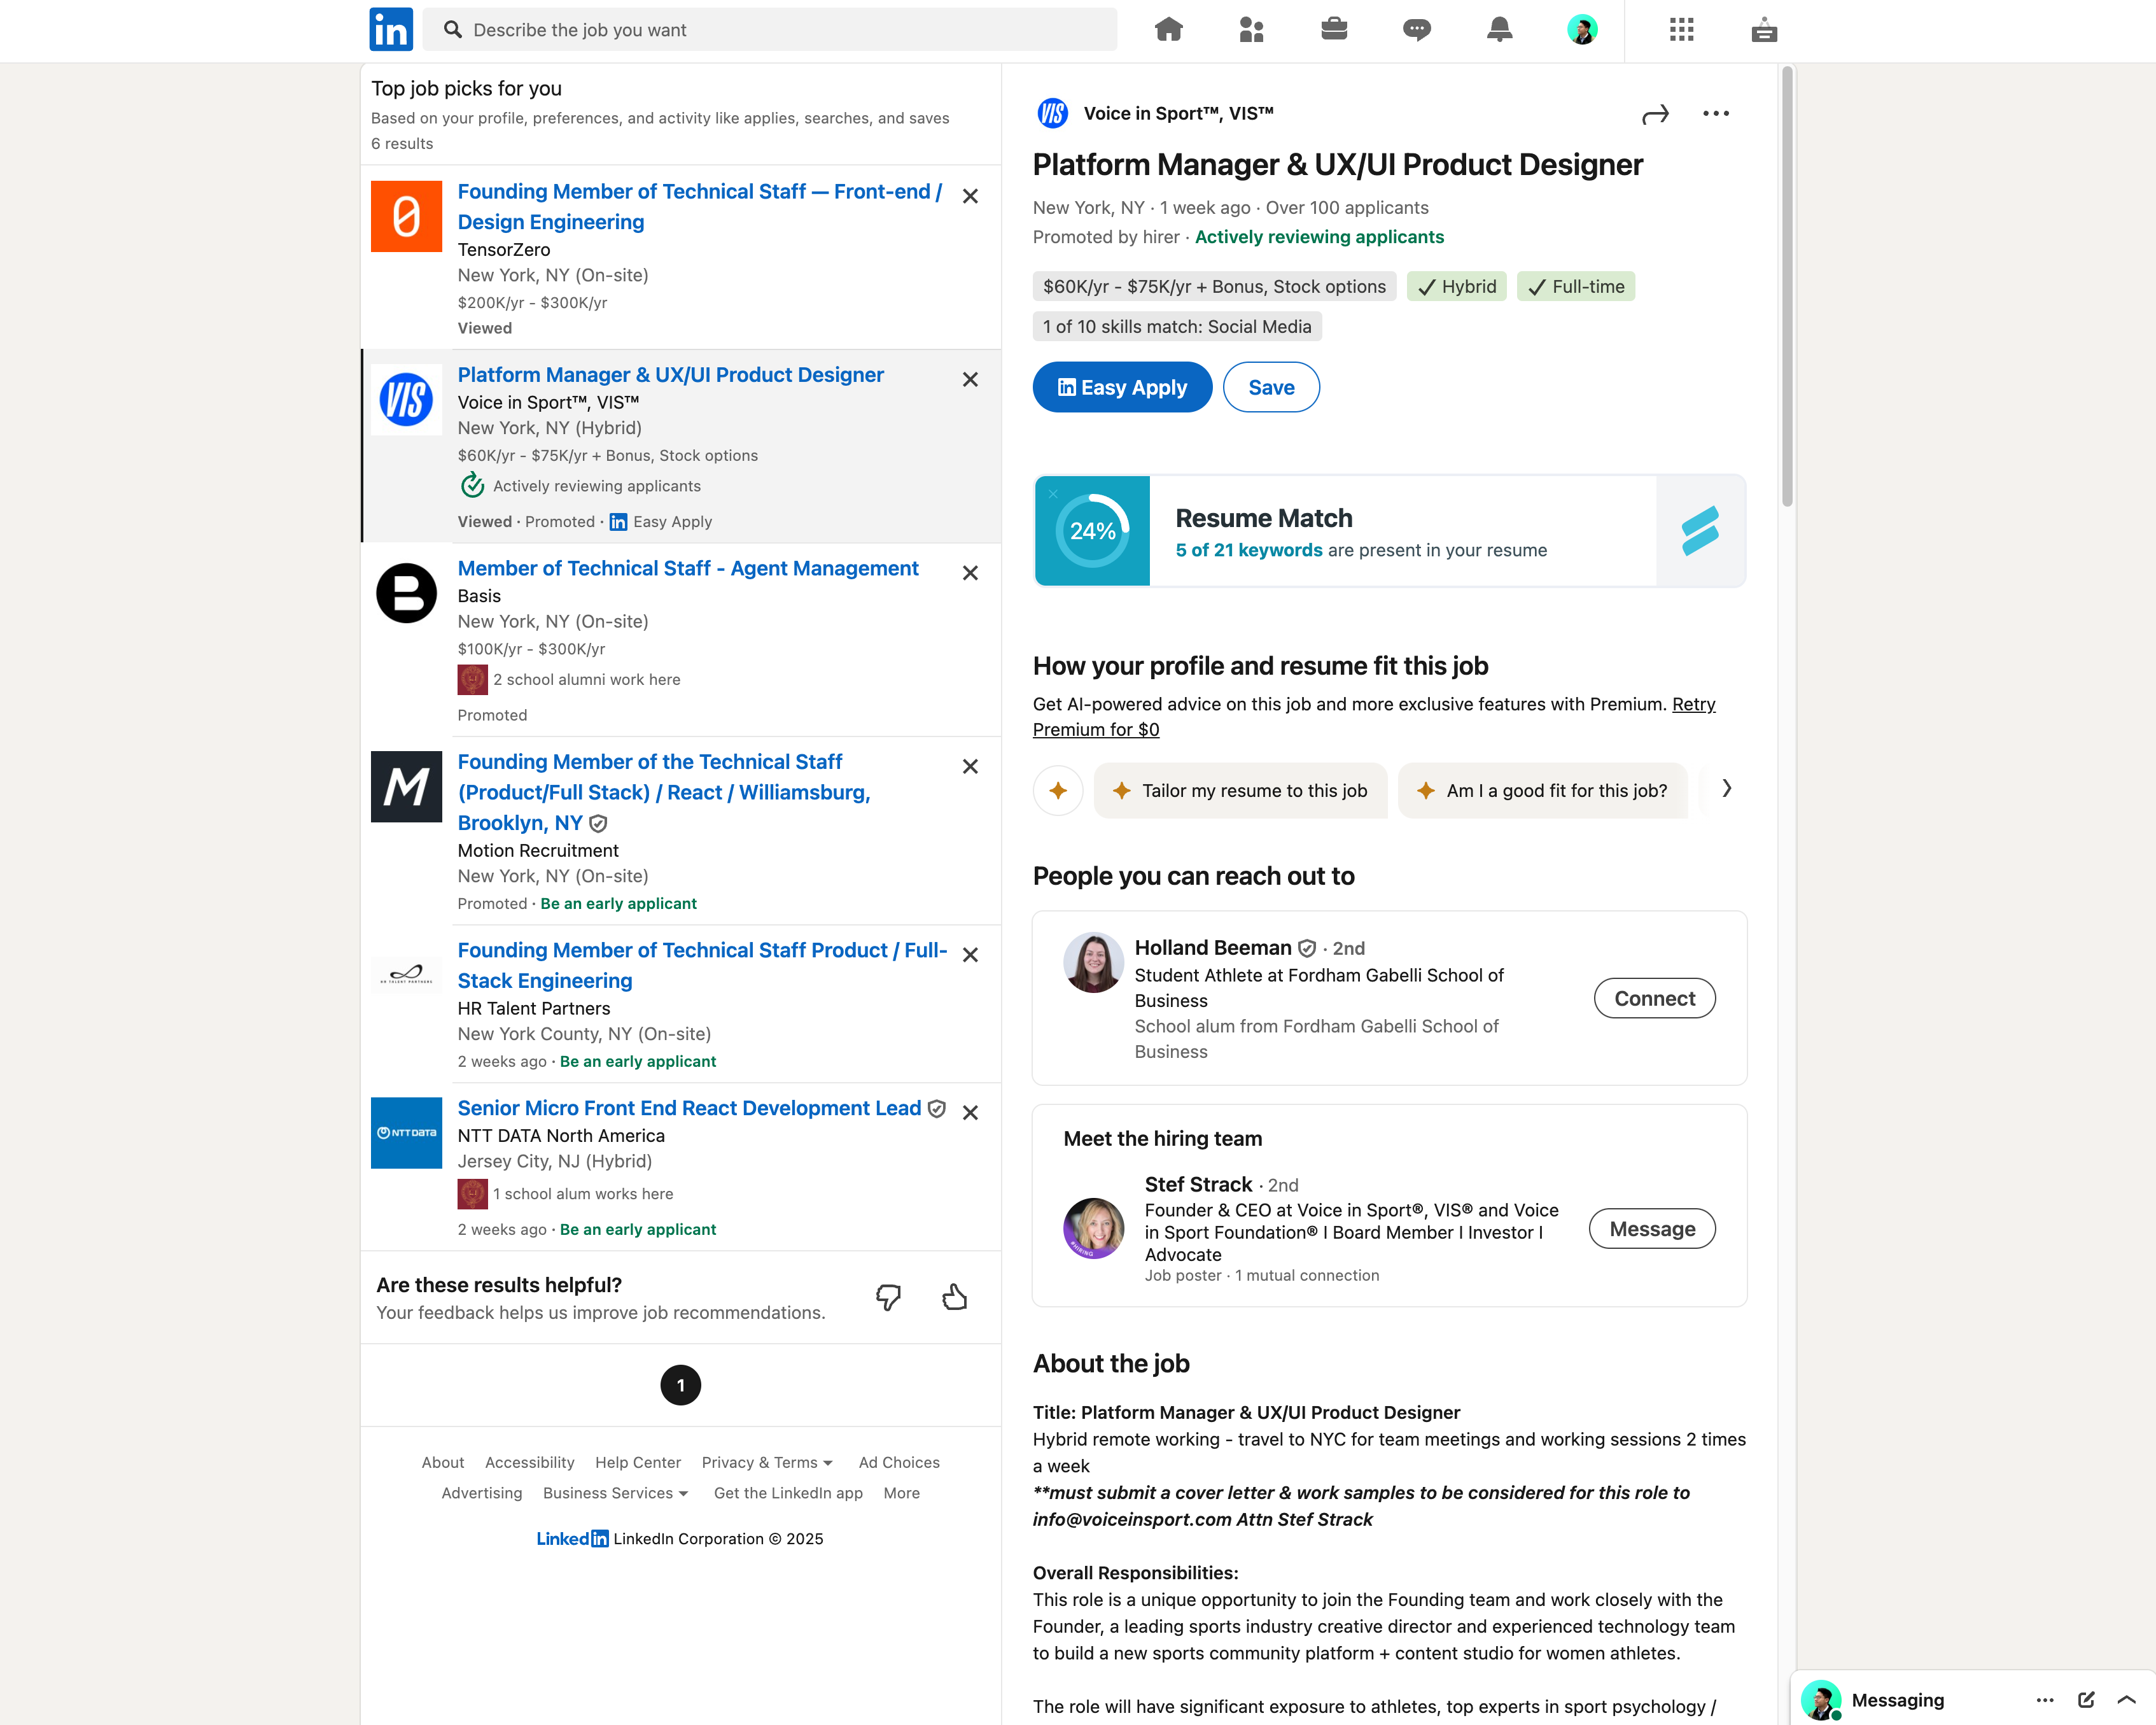 in
Describe the job you want
Top job picks for you
Based on your profile, preferences, and activity like applies, searches, and saves
6 results
Founding Member of Technical Staff — Front-end /
Design Engineering
TensorZero
New York, NY (On-site)
$200K/yr - $300K/yr
Viewed
VIS
Platform Manager & UX/UI Product Designer
Voice in Sport™, VIS™
New York, NY (Hybrid)
$60K/yr - $75K/yr + Bonus, Stock options
Actively reviewing applicants
Viewed · Promoted · in Easy Apply
B
Member of Technical Staff - Agent Management
Basis
New York, NY (On-site)
$100K/yr - $300K/yr
2 school alumni work here
Promoted
M
Founding Member of the Technical Staff
(Product/Full Stack) / React / Williamsburg,
Brooklyn, NY
Motion Recruitment
New York, NY (On-site)
Promoted · Be an early applicant
HR TALENT PARTNERS
Founding Member of Technical Staff Product / Full-
Stack Engineering
HR Talent Partners
New York County, NY (On-site)
2 weeks ago · Be an early applicant
NTT DATA
Senior Micro Front End React Development Lead
NTT DATA North America
Jersey City, NJ (Hybrid)
1 school alum works here
2 weeks ago · Be an early applicant
Are these results helpful?
Your feedback helps us improve job recommendations.
1
About Accessibility Help Center Privacy & Terms Ad Choices
Advertising Business Services Get the LinkedIn app More
Linkedin LinkedIn Corporation © 2025
VIS Voice in Sport™, VIS™
Platform Manager & UX/UI Product Designer
New York, NY · 1 week ago · Over 100 applicants
Promoted by hirer · Actively reviewing applicants
$60K/yr - $75K/yr + Bonus, Stock options Hybrid Full-time
1 of 10 skills match: Social Media
in Easy Apply Save
24%
Resume Match
5 of 21 keywords are present in your resume
How your profile and resume fit this job
Get AI-powered advice on this job and more exclusive features with Premium. Retry
Premium for $0
Tailor my resume to this job Am I a good fit for this job?
People you can reach out to
Holland Beeman · 2nd
Student Athlete at Fordham Gabelli School of
Business
School alum from Fordham Gabelli School of
Business
Connect
Meet the hiring team
#HIRING
Stef Strack · 2nd
Founder & CEO at Voice in Sport®, VIS® and Voice
in Sport Foundation® I Board Member I Investor I
Advocate
Job poster · 1 mutual connection
Message
About the job
Title: Platform Manager & UX/UI Product Designer
Hybrid remote working - travel to NYC for team meetings and working sessions 2 times
a week
**must submit a cover letter & work samples to be considered for this role to
info@voiceinsport.com Attn Stef Strack
Overall Responsibilities:
This role is a unique opportunity to join the Founding team and work closely with the
Founder, a leading sports industry creative director and experienced technology team
to build a new sports community platform + content studio for women athletes.
The role will have significant exposure to athletes, top experts in sport psychology /
Messaging